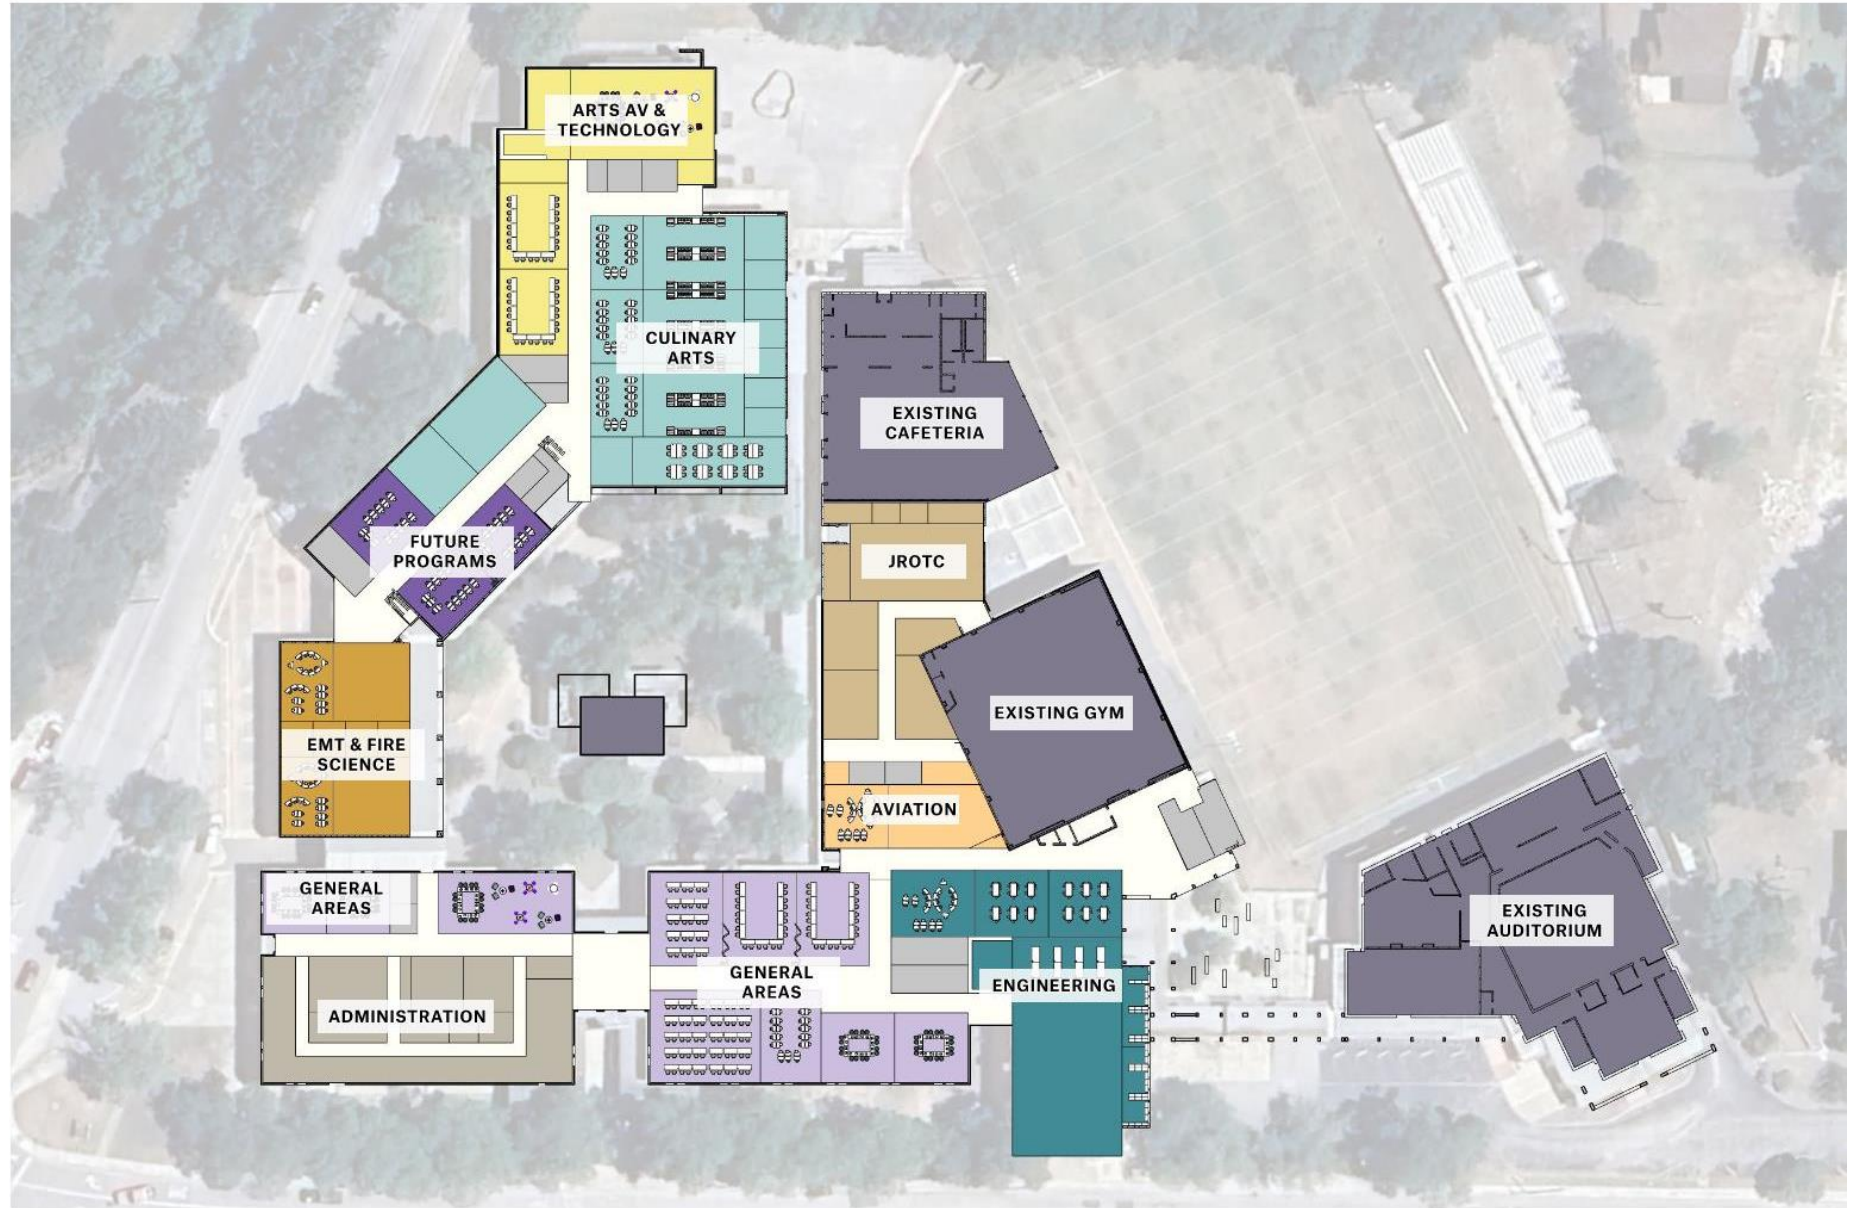 ARTS AV &
TECHNOLOGY
CULINARY
ARTS
EXISTING
CAFETERIA
FUTURE
PROGRAMS
JROTC
EXISTING GYM
EMT & FIRE
SCIENCE
AVIATION
GENERAL
AREAS
EXISTING
AUDITORIUM
GENERAL
AREAS
ENGINEERING
ADMINISTRATION